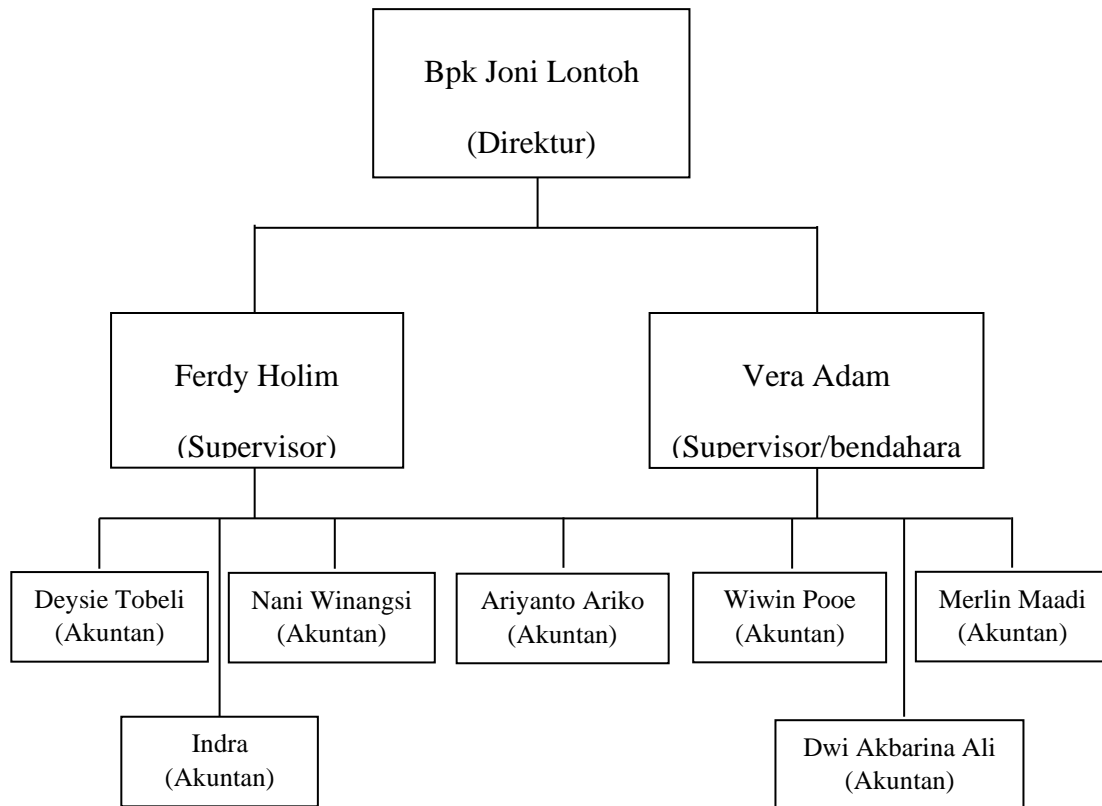 Bpk Joni Lontoh
(Direktur)
Ferdy Holim
(Supervisor)
Vera Adam
(Supervisor/bendahara
Deysie Tobeli
(Akuntan)
Nani Winangsi
(Akuntan)
Ariyanto Ariko
(Akuntan)
Wiwin Pooe
(Akuntan)
Merlin Maadi
(Akuntan)
Indra
(Akuntan)
Dwi Akbarina Ali
(Akuntan)